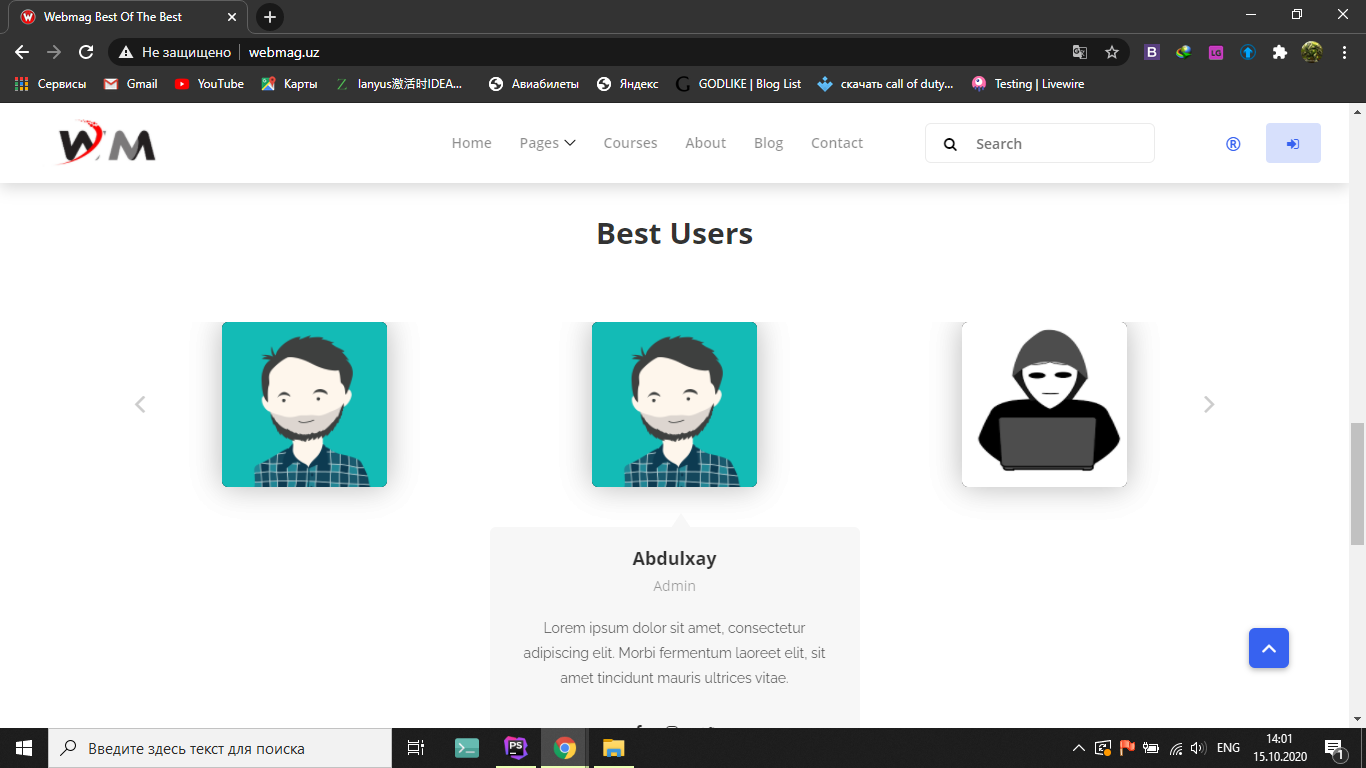 Webmag Best Of The Best
Не защищено webmag.uz
Сервисы Gmail YouTube Карты lanyus激活时IDEA... Авиабилеты Яндекс GODLIKE | Blog List скачать call of duty... Testing | Livewire
WM Home Pages Courses About Blog Contact Search ®
Best Users
Abdulxay
Admin
Lorem ipsum dolor sit amet, consectetur
adipiscing elit. Morbi fermentum laoreet elit, sit
amet tincidunt mauris ultrices vitae.
Введите здесь текст для поиска PS ENG 14:01
15.10.2020 1